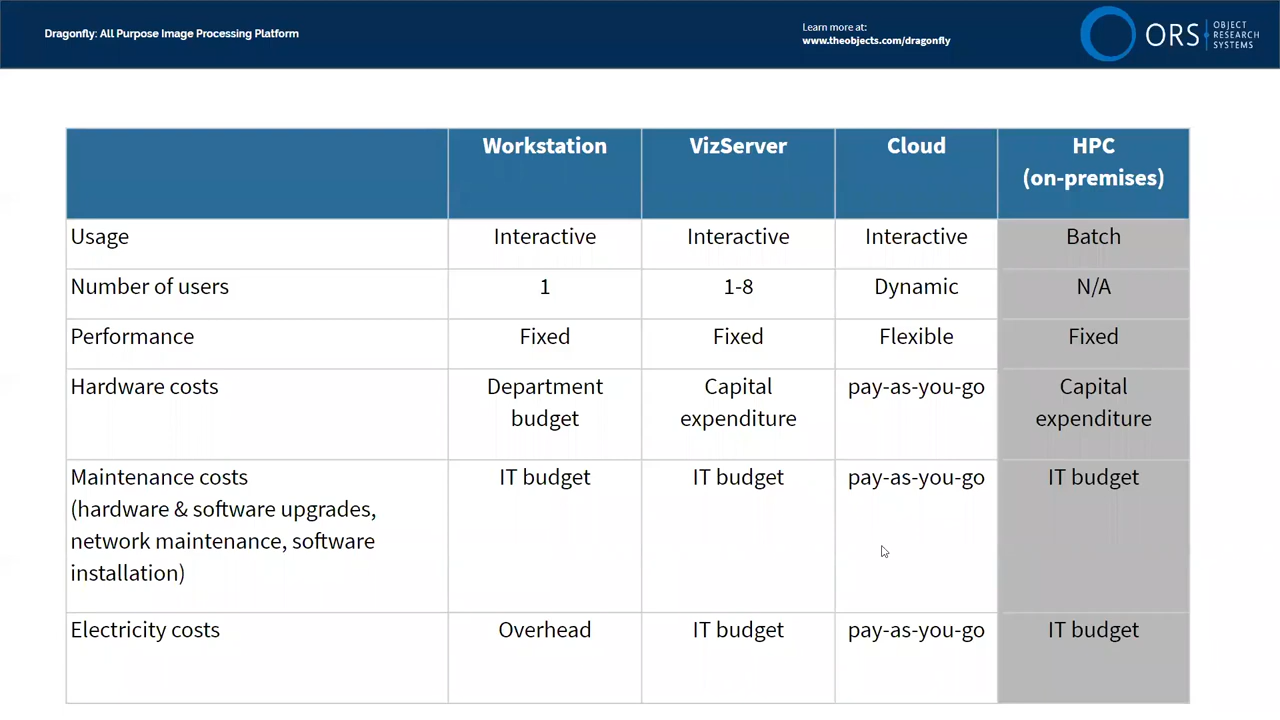 Dragonfly: All Purpose Image Processing Platform
Learn more at:
www.theobjects.com/dragonfly
ORS
OBJECT
RESEARCH
SYSTEMS
Workstation VizServer Cloud HPC
(on-premises)
Usage Interactive Interactive Interactive Batch
Number of users 1 1-8 Dynamic N/A
Performance Fixed Fixed Flexible Fixed
Hardware costs Department Capital pay-as-you-go Capital
budget expenditure expenditure
Maintenance costs IT budget IT budget pay-as-you-go IT budget
(hardware & software upgrades,
network maintenance, software
installation)
Electricity costs Overhead IT budget pay-as-you-go IT budget